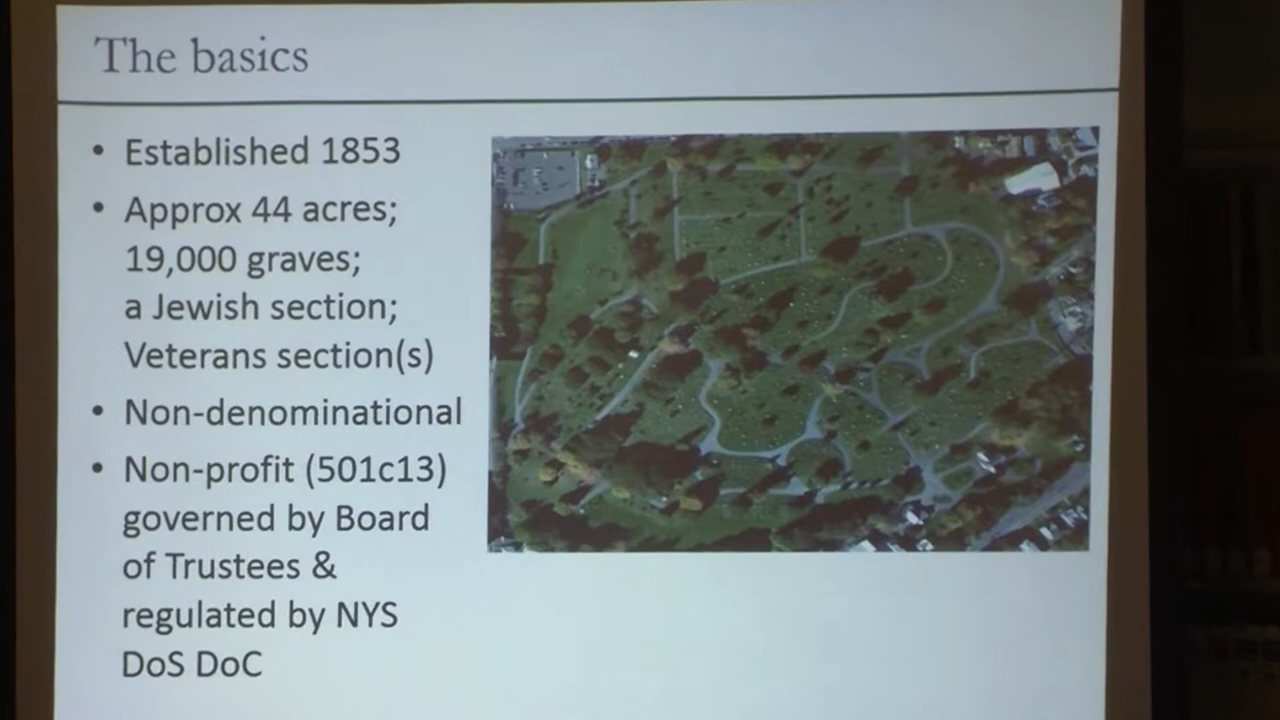 The basics
• Established 1853
• Approx 44 acres;
19,000 graves;
a Jewish section;
Veterans section(s)
• Non-denominational
• Non-profit (501c13)
governed by Board
of Trustees &
regulated by NYS
DoS DoC